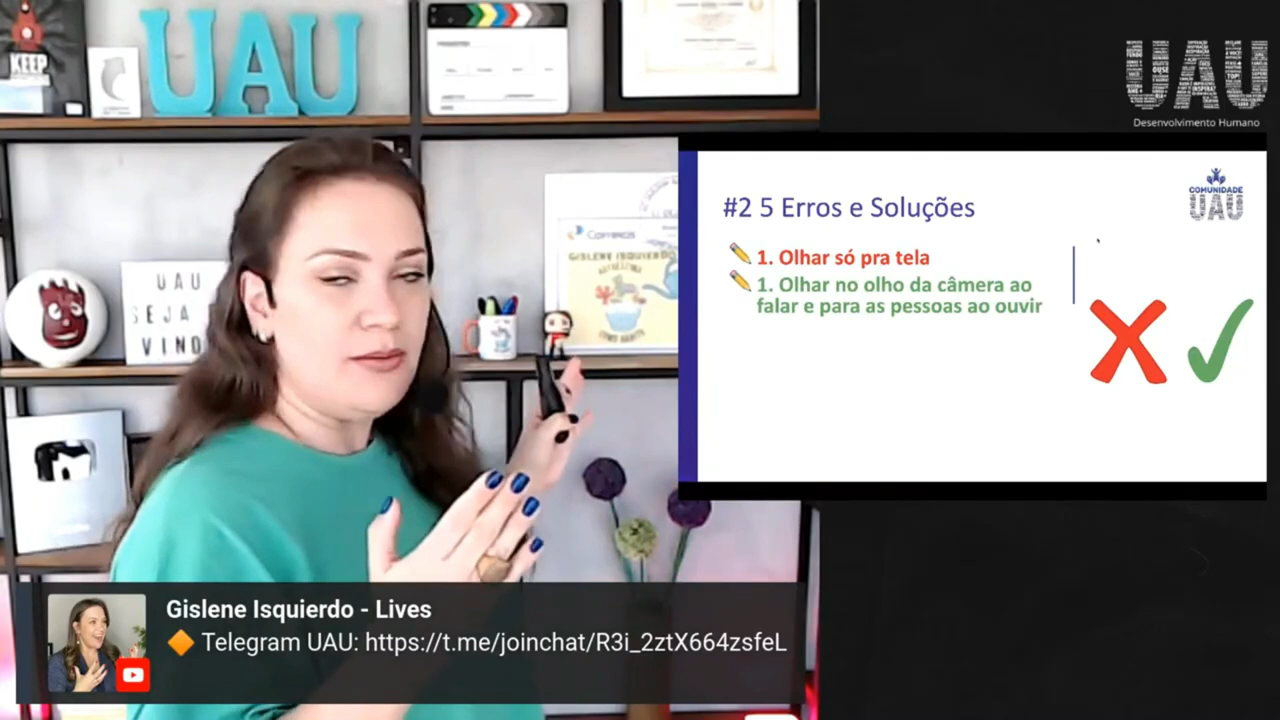 KEEP
UAU
UAU
SEJA
VINO
Correios
GISLENE ISQUIERDO
UAU
Desenvolvimento Humano
COMUNIDADE
UAU
#2 5 Erros e Soluções
1. Olhar só pra tela
1. Olhar no olho da câmera ao
falar e para as pessoas ao ouvir
Gislene Isquierdo - Lives
Telegram UAU: https://t.me/joinchat/R3i_2ztX664zsfeL